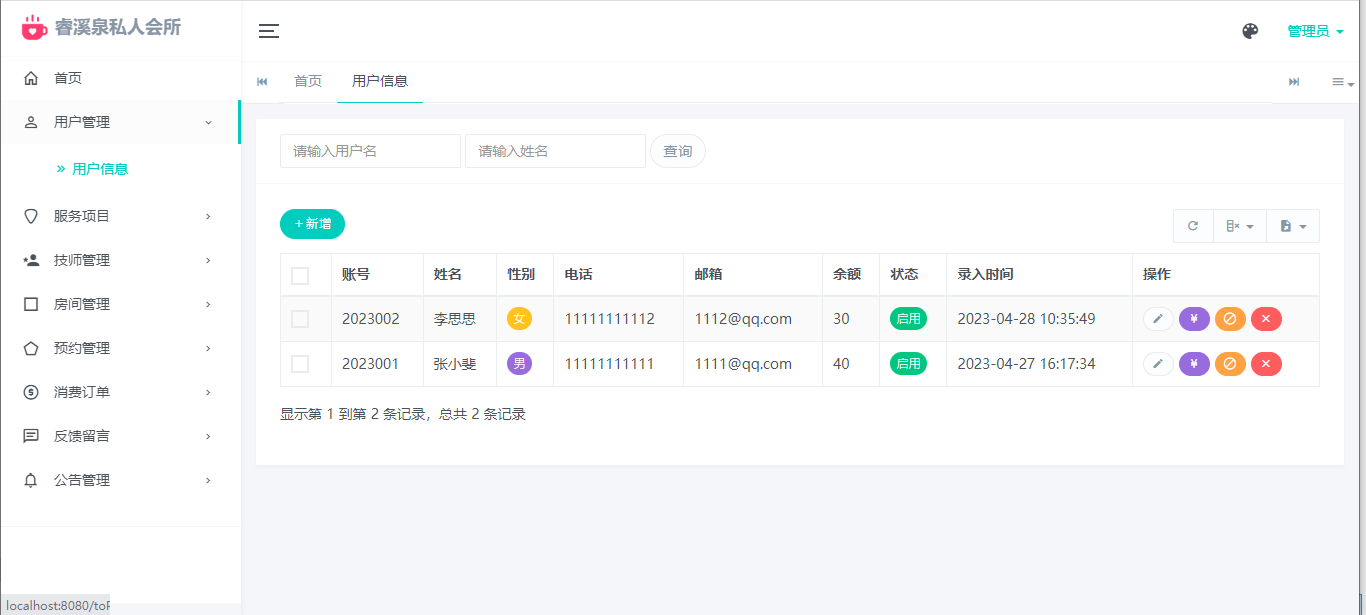 睿溪泉私人会所
管理员
首页
用户管理
用户信息
服务项目
技师管理
房间管理
预约管理
消费订单
反馈留言
公告管理
首页 用户信息
请输入用户名 请输入姓名 查询
+新增
账号 姓名 性别 电话 邮箱 余额 状态 录入时间 操作
2023002 李思思 女 11111111112 1112@qq.com 30 启用 2023-04-28 10:35:49 ¥
2023001 张小斐 男 11111111111 1111@qq.com 40 启用 2023-04-27 16:17:34 ¥
显示第 1 到第 2 条记录，总共 2 条记录